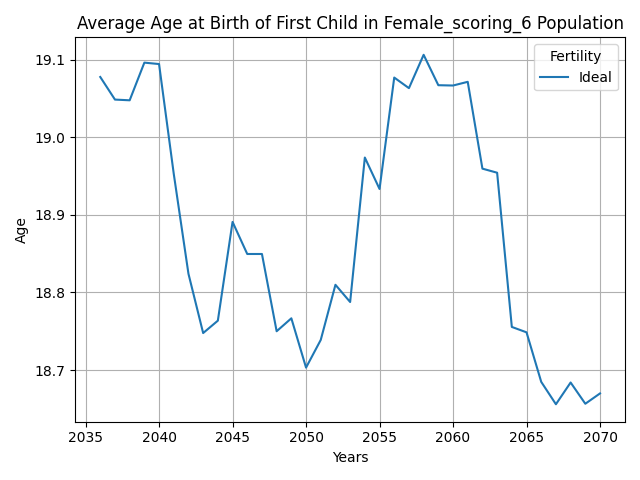 Average Age at Birth of First Child in Female_scoring_6 Population
Fertility
Ideal
19.1
19.0
18.9
18.8
18.7
Age
2035 2040 2045 2050 2055 2060 2065 2070
Years